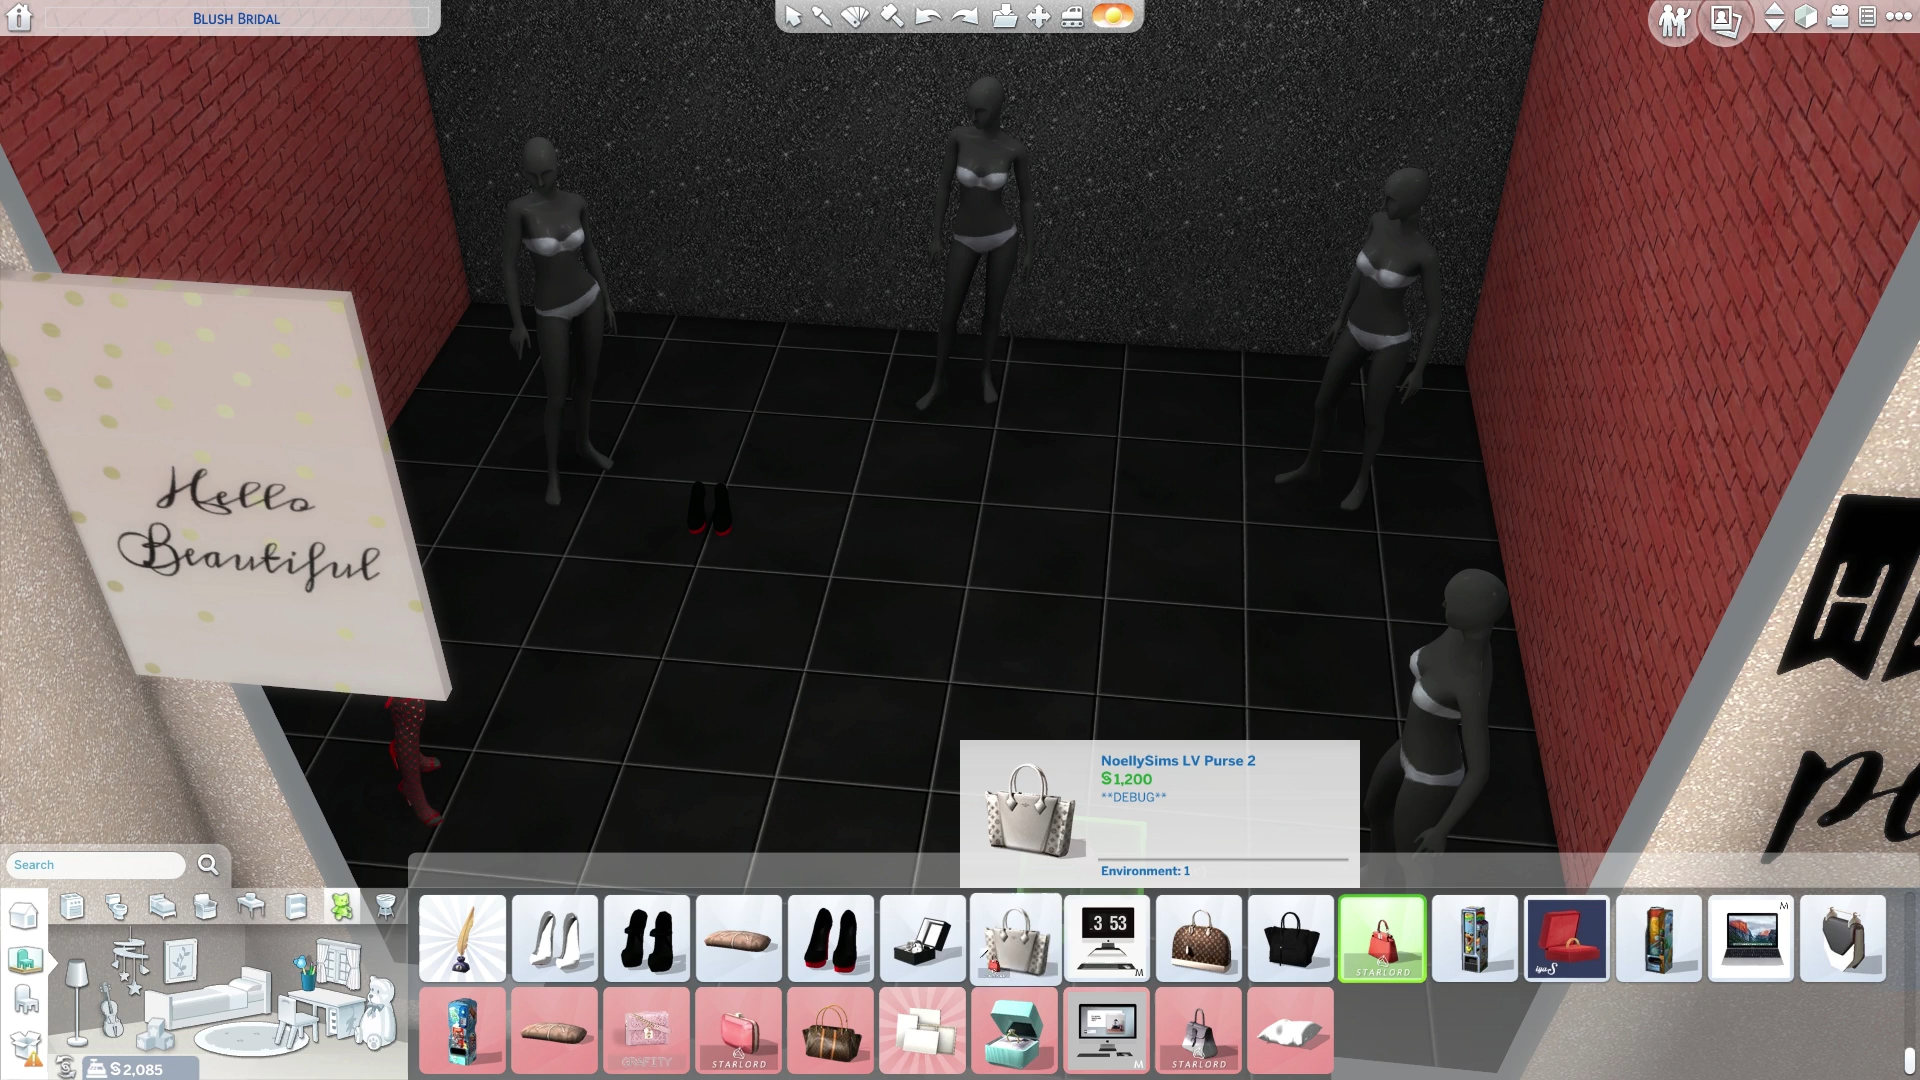 BLUSH BRIDAL
Hello
Beautiful
NoellySims LV Purse 2
§1,200
**DEBUG**
Environment: 1
Search
3 53
M
STARLORD
M
GRAFITY
STARLORD
M
STARLORD
§2,085